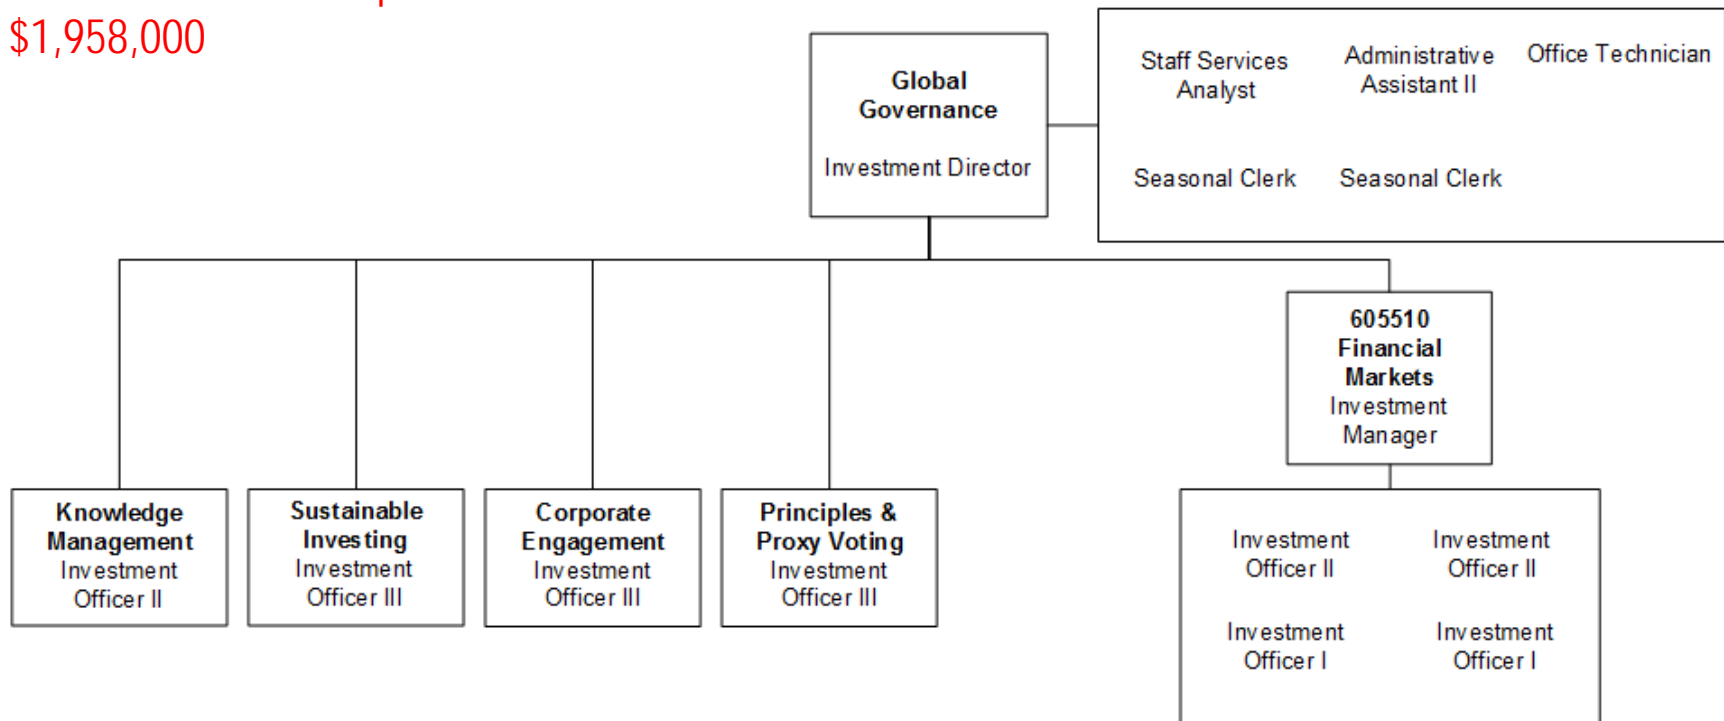 $1,958,000
Global
Governance
Investment Director
Staff Services
Analyst
Administrative
Assistant II
Office Technician
Seasonal Clerk
Seasonal Clerk
605510
Financial
Markets
Investment
Manager
Knowledge
Management
Investment
Officer II
Sustainable
Investing
Investment
Officer III
Corporate
Engagement
Investment
Officer III
Principles &
Proxy Voting
Investment
Officer III
Investment
Officer II
Investment
Officer II
Investment
Officer I
Investment
Officer I